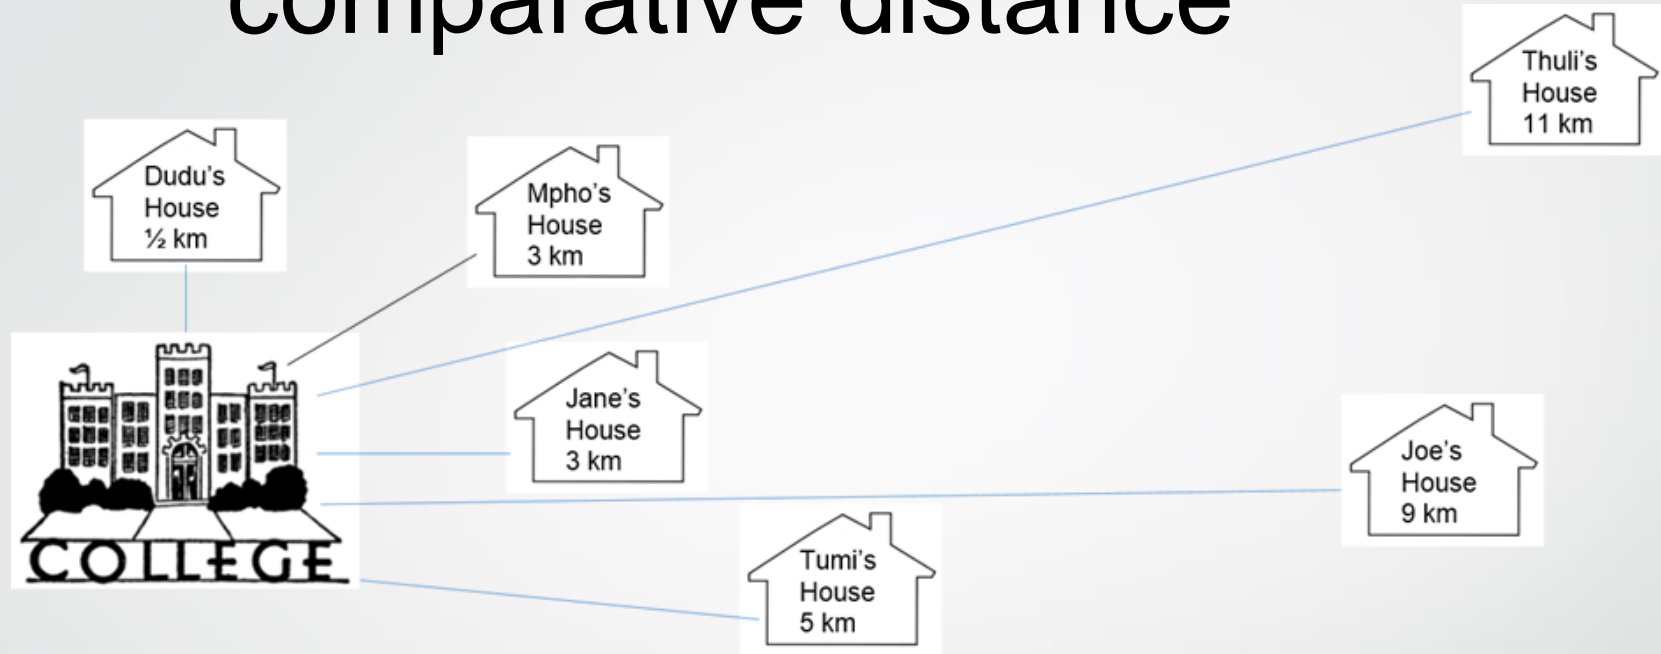 comparative distance
Thuli's
House
11 km
Dudu's
House
½ km
Mpho's
House
3 km
Jane's
House
3 km
Joe's
House
9 km
Tumi's
House
5 km
COLLEGE